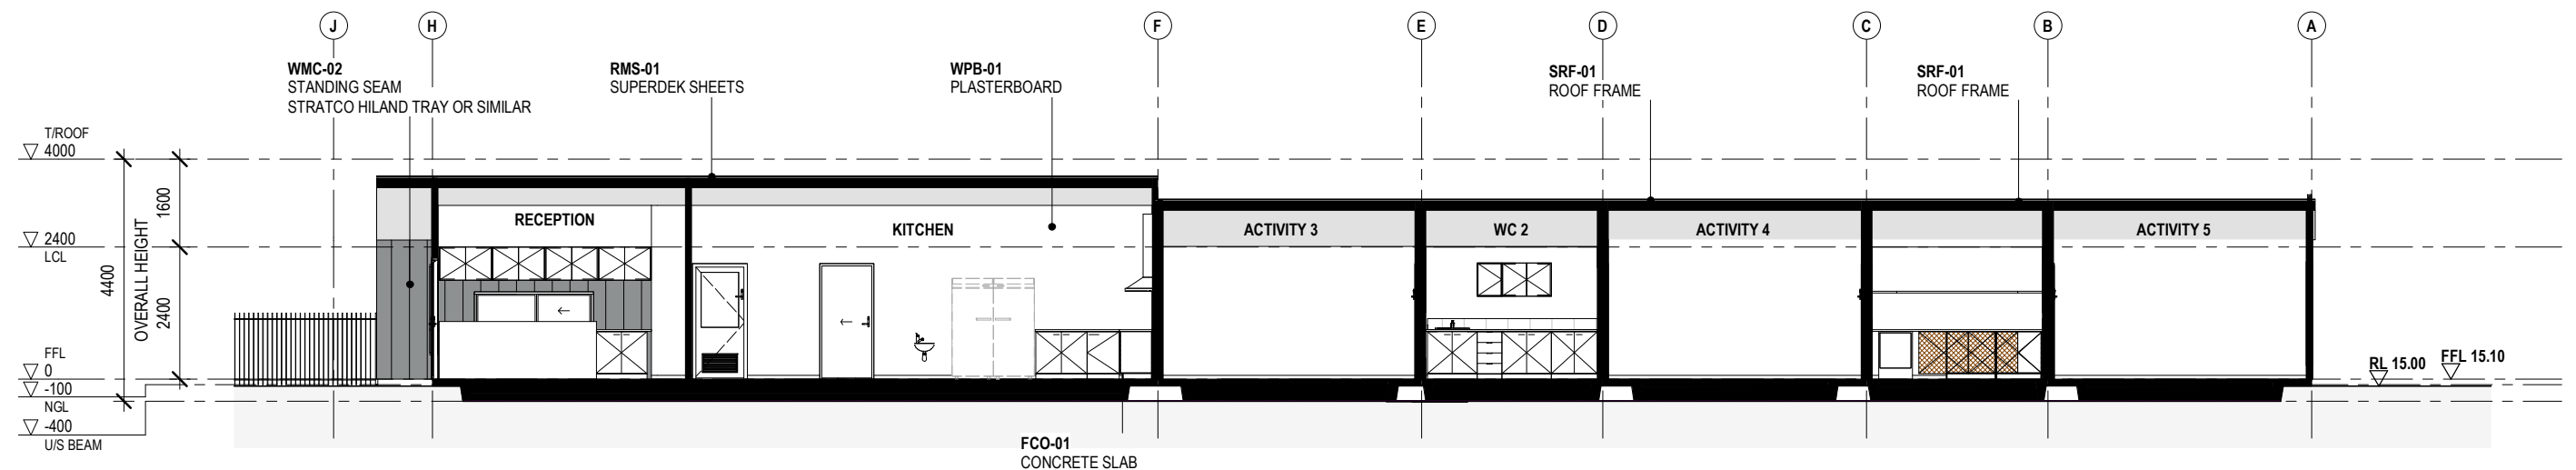 J
H
F
E
D
C
B
A
WMC-02
STANDING SEAM
STRATCO HILAND TRAY OR SIMILAR
RMS-01
SUPERDEK SHEETS
WPB-01
PLASTERBOARD
SRF-01
ROOF FRAME
SRF-01
ROOF FRAME
T/ROOF
4000
1600
2400
LCL
OVERALL HEIGHT
4400
2400
FFL
0
-100
NGL
-400
U/S BEAM
RECEPTION
KITCHEN
ACTIVITY 3
WC 2
ACTIVITY 4
ACTIVITY 5
RL 15.00
FFL 15.10
FCO-01
CONCRETE SLAB